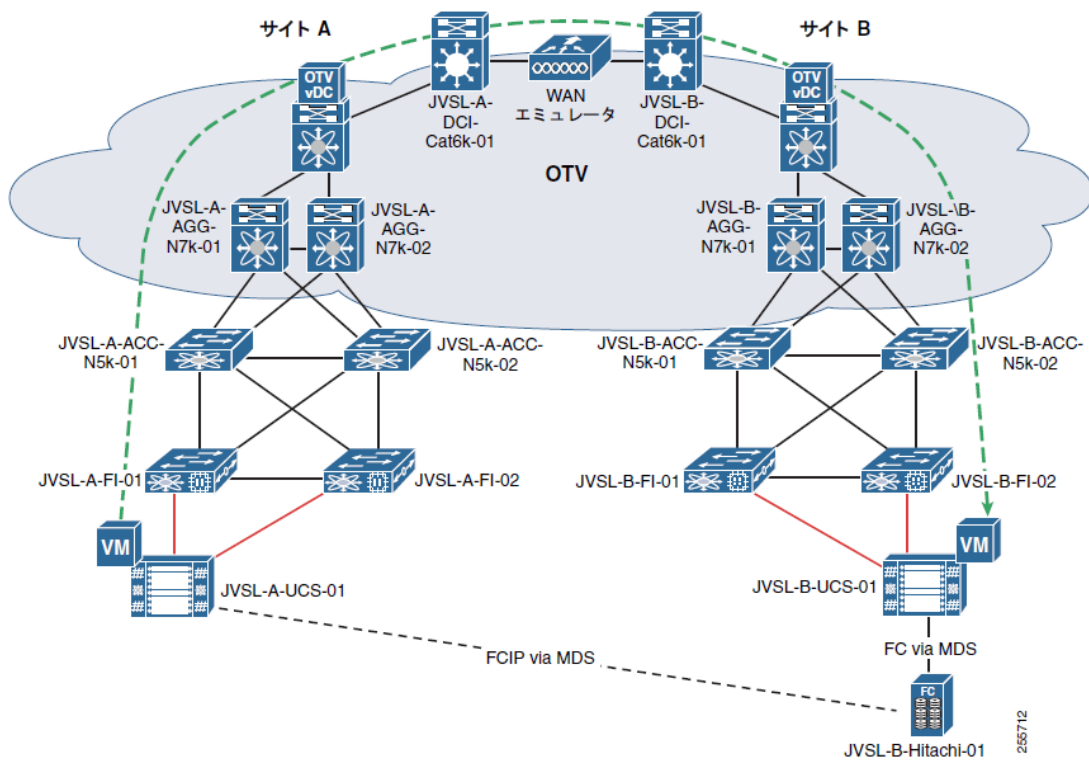 サイト A
サイト B
OTV
vDC
JVSL-A-
DCI-
Cat6k-01
WAN
エミュレータ
JVSL-B-
DCI-
Cat6k-01
OTV
vDC
OTV
JVSL-A-
AGG-
N7k-01
JVSL-A-
AGG-
N7k-02
JVSL-B-
AGG-
N7k-01
JVSL-\B-
AGG-
N7k-02
JVSL-A-ACC-
N5k-01
JVSL-A-ACC-
N5k-02
JVSL-B-ACC-
N5k-01
JVSL-B-ACC-
N5k-02
JVSL-A-FI-01
JVSL-A-FI-02
JVSL-B-FI-01
JVSL-B-FI-02
VM
JVSL-A-UCS-01
JVSL-B-UCS-01
VM
FCIP via MDS
FC via MDS
FC
JVSL-B-Hitachi-01
255712